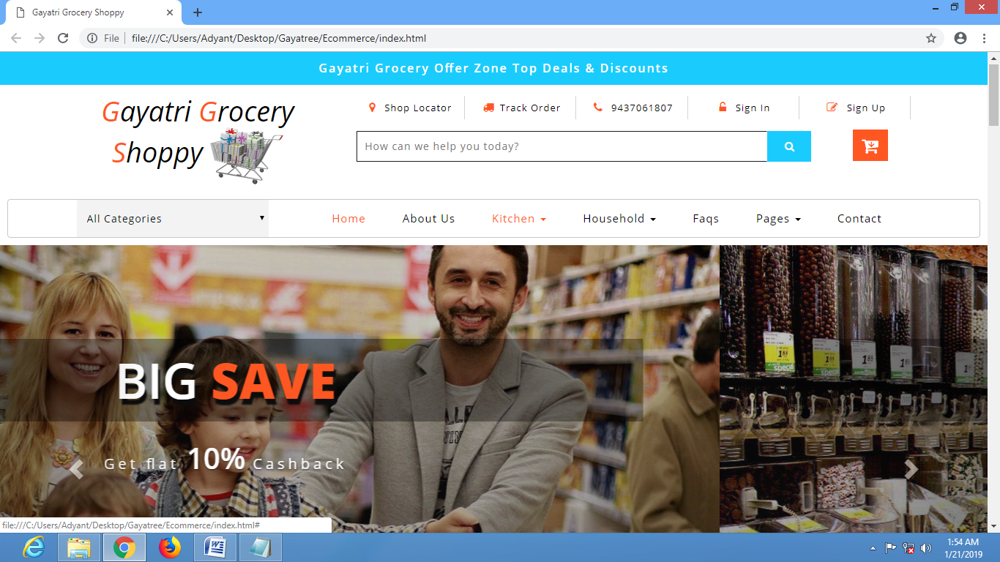 Gayatri Grocery Shoppy
File file:///C:/Users/Adyant/Desktop/Gayatree/Ecommerce/index.html
Gayatri Grocery Offer Zone Top Deals & Discounts
Gayatri Grocery
Shoppy
Shop Locator Track Order 9437061807 Sign In Sign Up
How can we help you today?
All Categories Home About Us Kitchen Household Faqs Pages Contact
BIG SAVE
Get flat 10% Cashback
file:///C:/Users/Adyant/Desktop/Gayatree/Ecommerce/index.html#
1:54 AM
1/21/2019